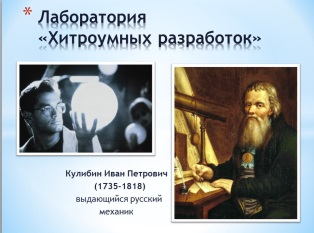 * Лаборатория
«Хитроумных разработок»
Кулибин Иван Петрович
(1735-1818)
выдающийся русский
механик